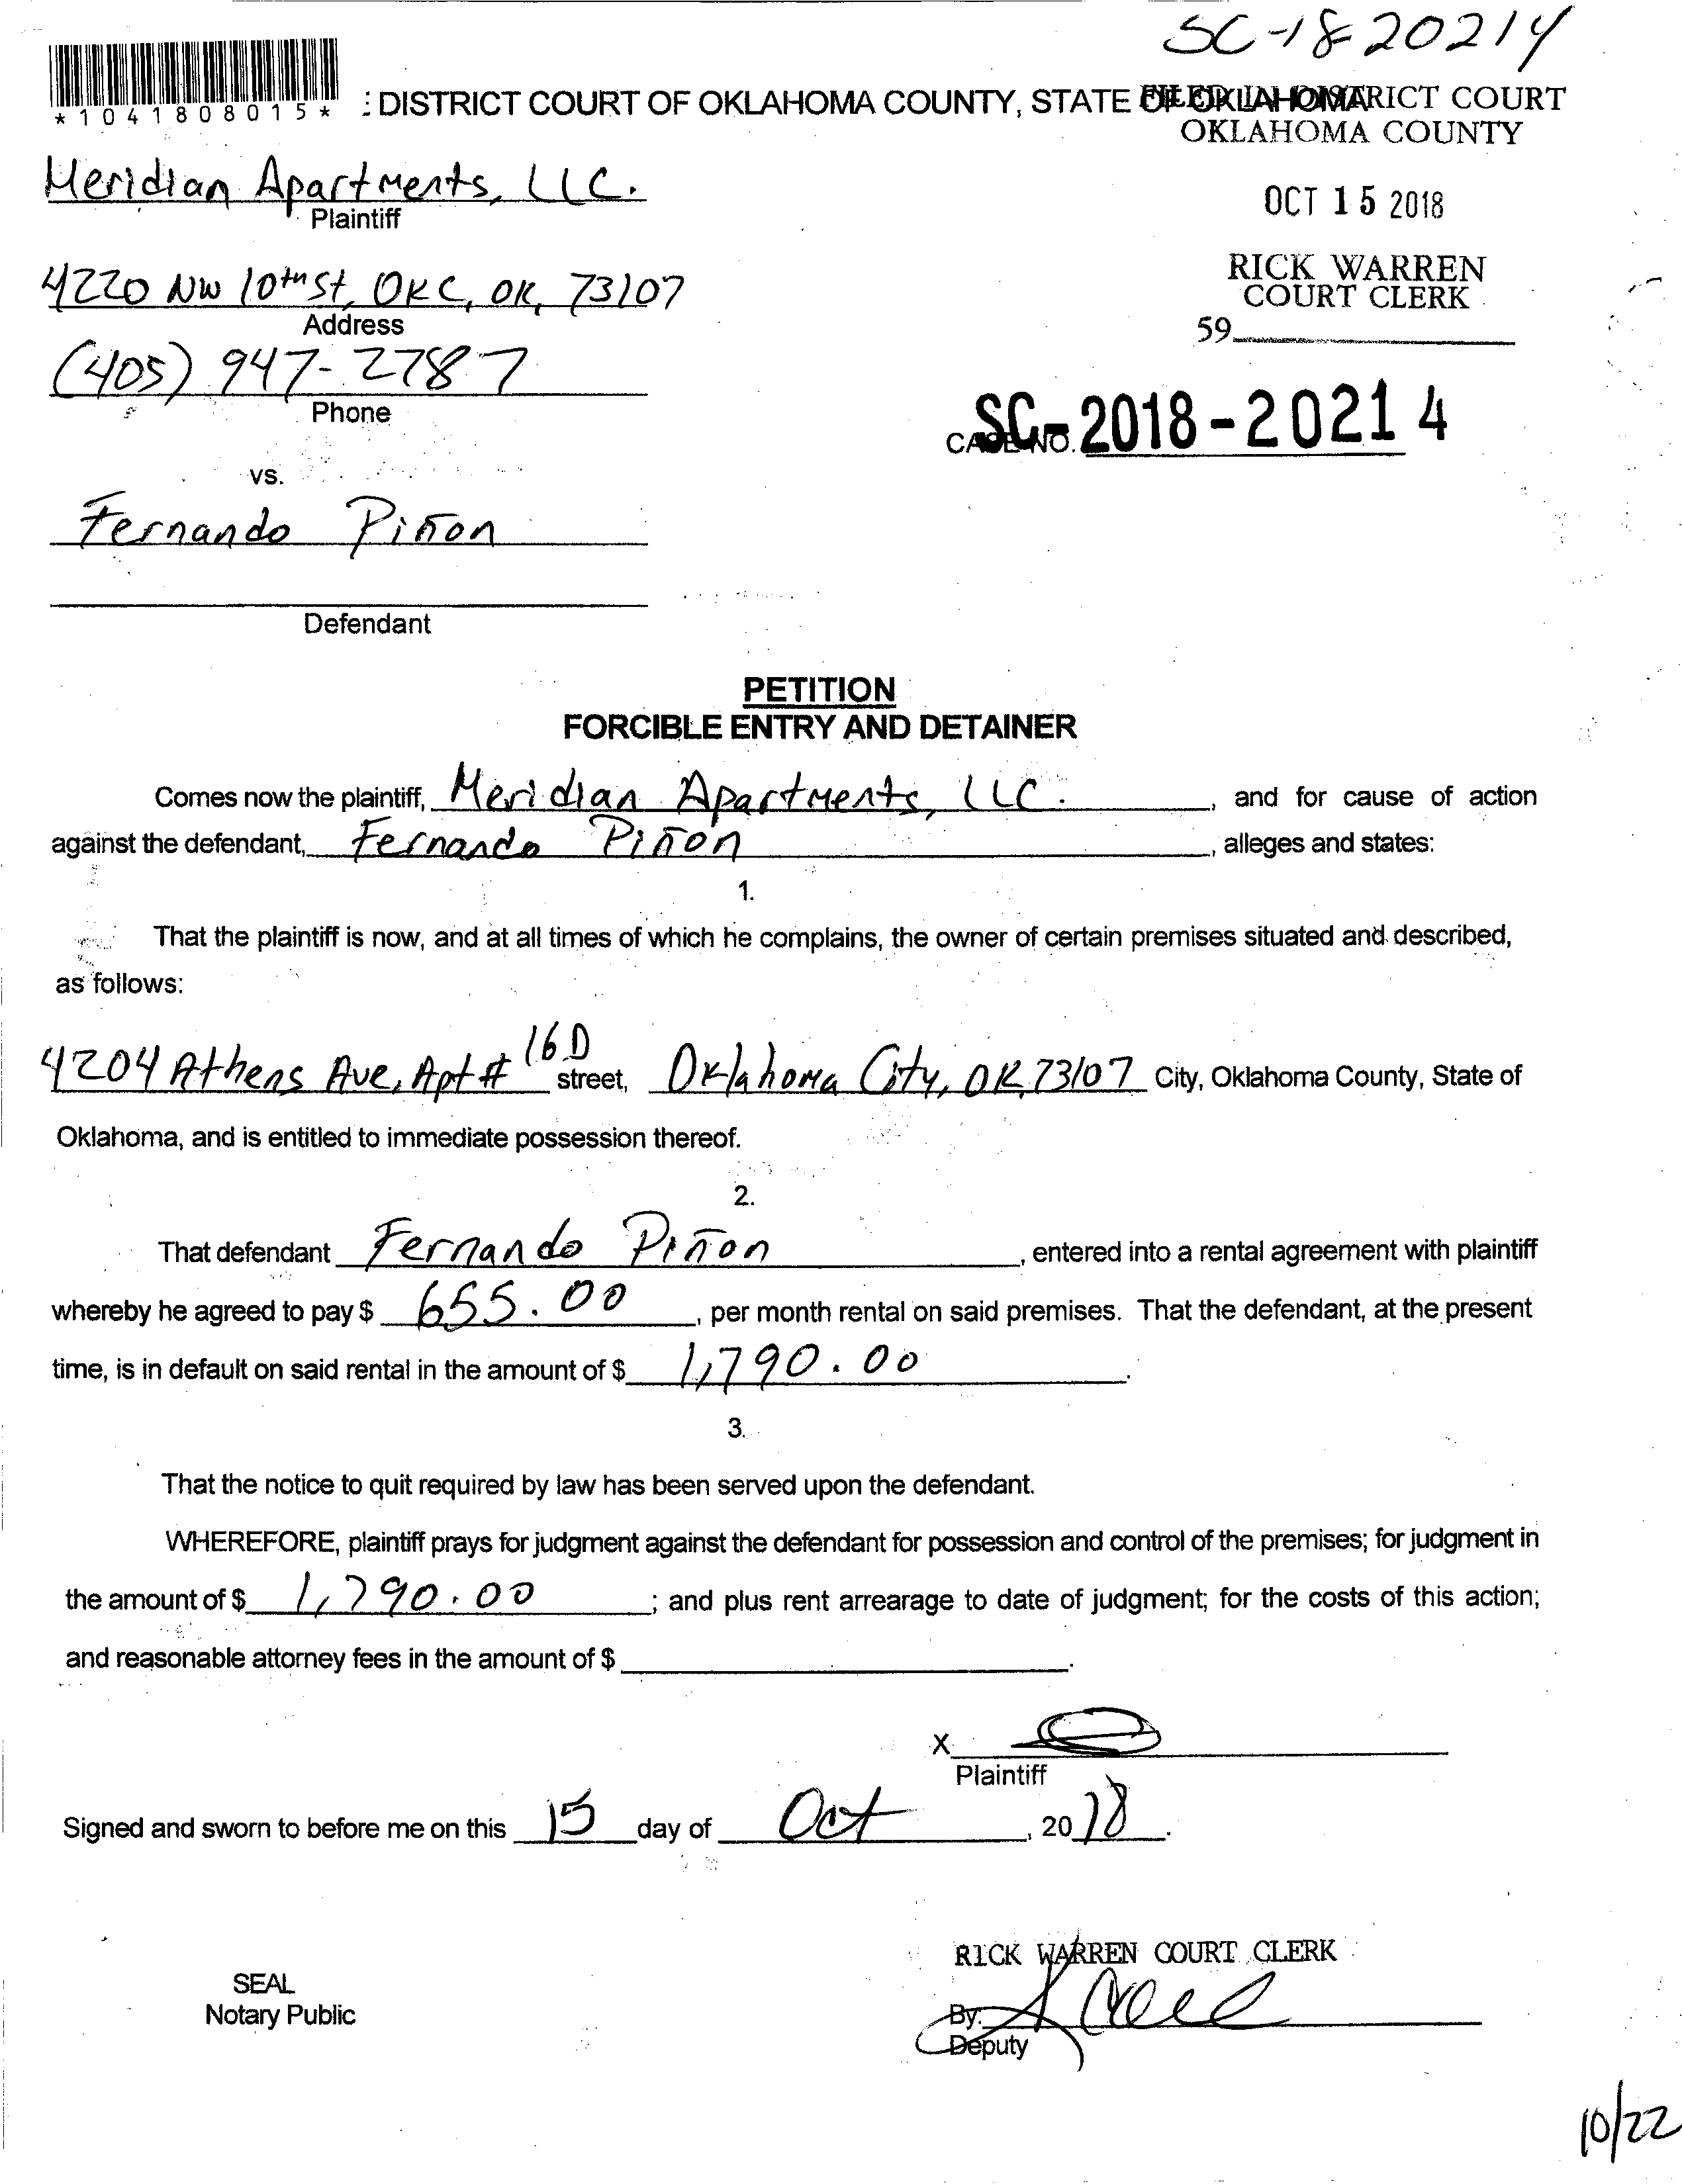 SC-18-20214
*1041808015*
: DISTRICT COURT OF OKLAHOMA COUNTY, STATE OF OKLAHOMA
FILED IN DISTRICT COURT
OKLAHOMA COUNTY
Meridian Apartments, LLC.
Plaintiff
OCT 15 2018
4220 NW 10th St, OKC, OK, 73107
Address
RICK WARREN
COURT CLERK
59
(405) 947-2787
Phone
CASE NO. SC-2018-20214
vs.
Fernando Piñon
Defendant
PETITION
FORCIBLE ENTRY AND DETAINER
Comes now the plaintiff, Meridian Apartments, LLC. , and for cause of action
against the defendant, Fernando Piñon , alleges and states:
1.
That the plaintiff is now, and at all times of which he complains, the owner of certain premises situated and described,
as follows:
4204 Athens Ave, Apt # 16D street, Oklahoma City, OK, 73107 City, Oklahoma County, State of
Oklahoma, and is entitled to immediate possession thereof.
2.
That defendant Fernando Piñon , entered into a rental agreement with plaintiff
whereby he agreed to pay $ 655.00 , per month rental on said premises. That the defendant, at the present
time, is in default on said rental in the amount of $ 1,790.00 .
3.
That the notice to quit required by law has been served upon the defendant.
WHEREFORE, plaintiff prays for judgment against the defendant for possession and control of the premises; for judgment in
the amount of $ 1,790.00 ; and plus rent arrearage to date of judgment; for the costs of this action;
and reasonable attorney fees in the amount of $ .
X
Plaintiff
Signed and sworn to before me on this 15 day of Oct , 2018 .
RICK WARREN COURT CLERK
SEAL
Notary Public
By:
Deputy
10/22